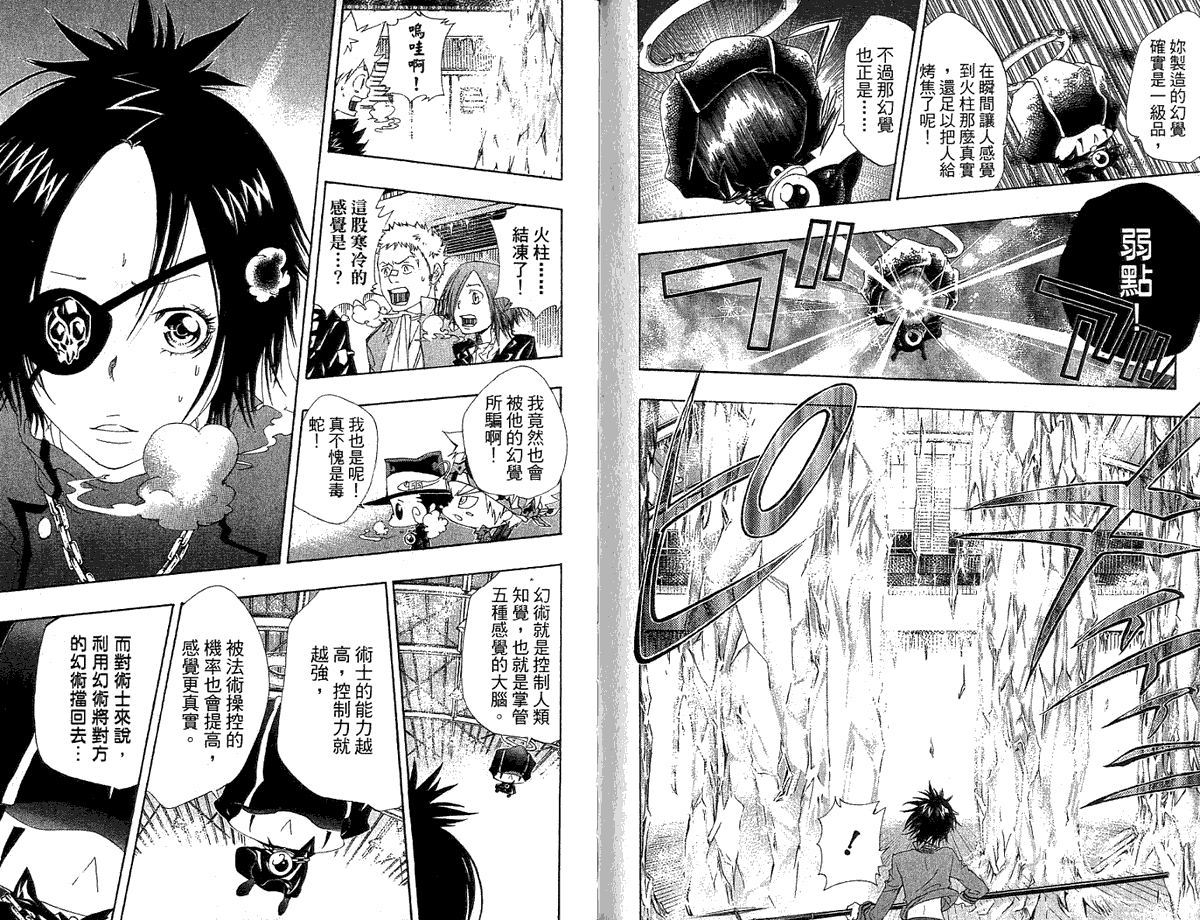 妳製造的幻覺
確實是一級品，
在瞬間讓人感覺
到火柱那麼真實
，還足以把人給
烤焦了呢！
不過那幻覺
也正是……
弱點！
！
嗚哇啊！
火柱……
結凍了！
這股寒冷的
感覺是…？
我竟然也會
被他的幻覺
所騙啊！
我也是呢！
真不愧是毒
蛇！
幻術就是控制人類
知覺，也就是掌管
五種感覺的大腦。
術士的能力越
高，控制力就
越強，
被法術操控的
機率也會提高，
感覺更真實。
而對術士來說，
利用幻術將對方
的幻術擋回去…